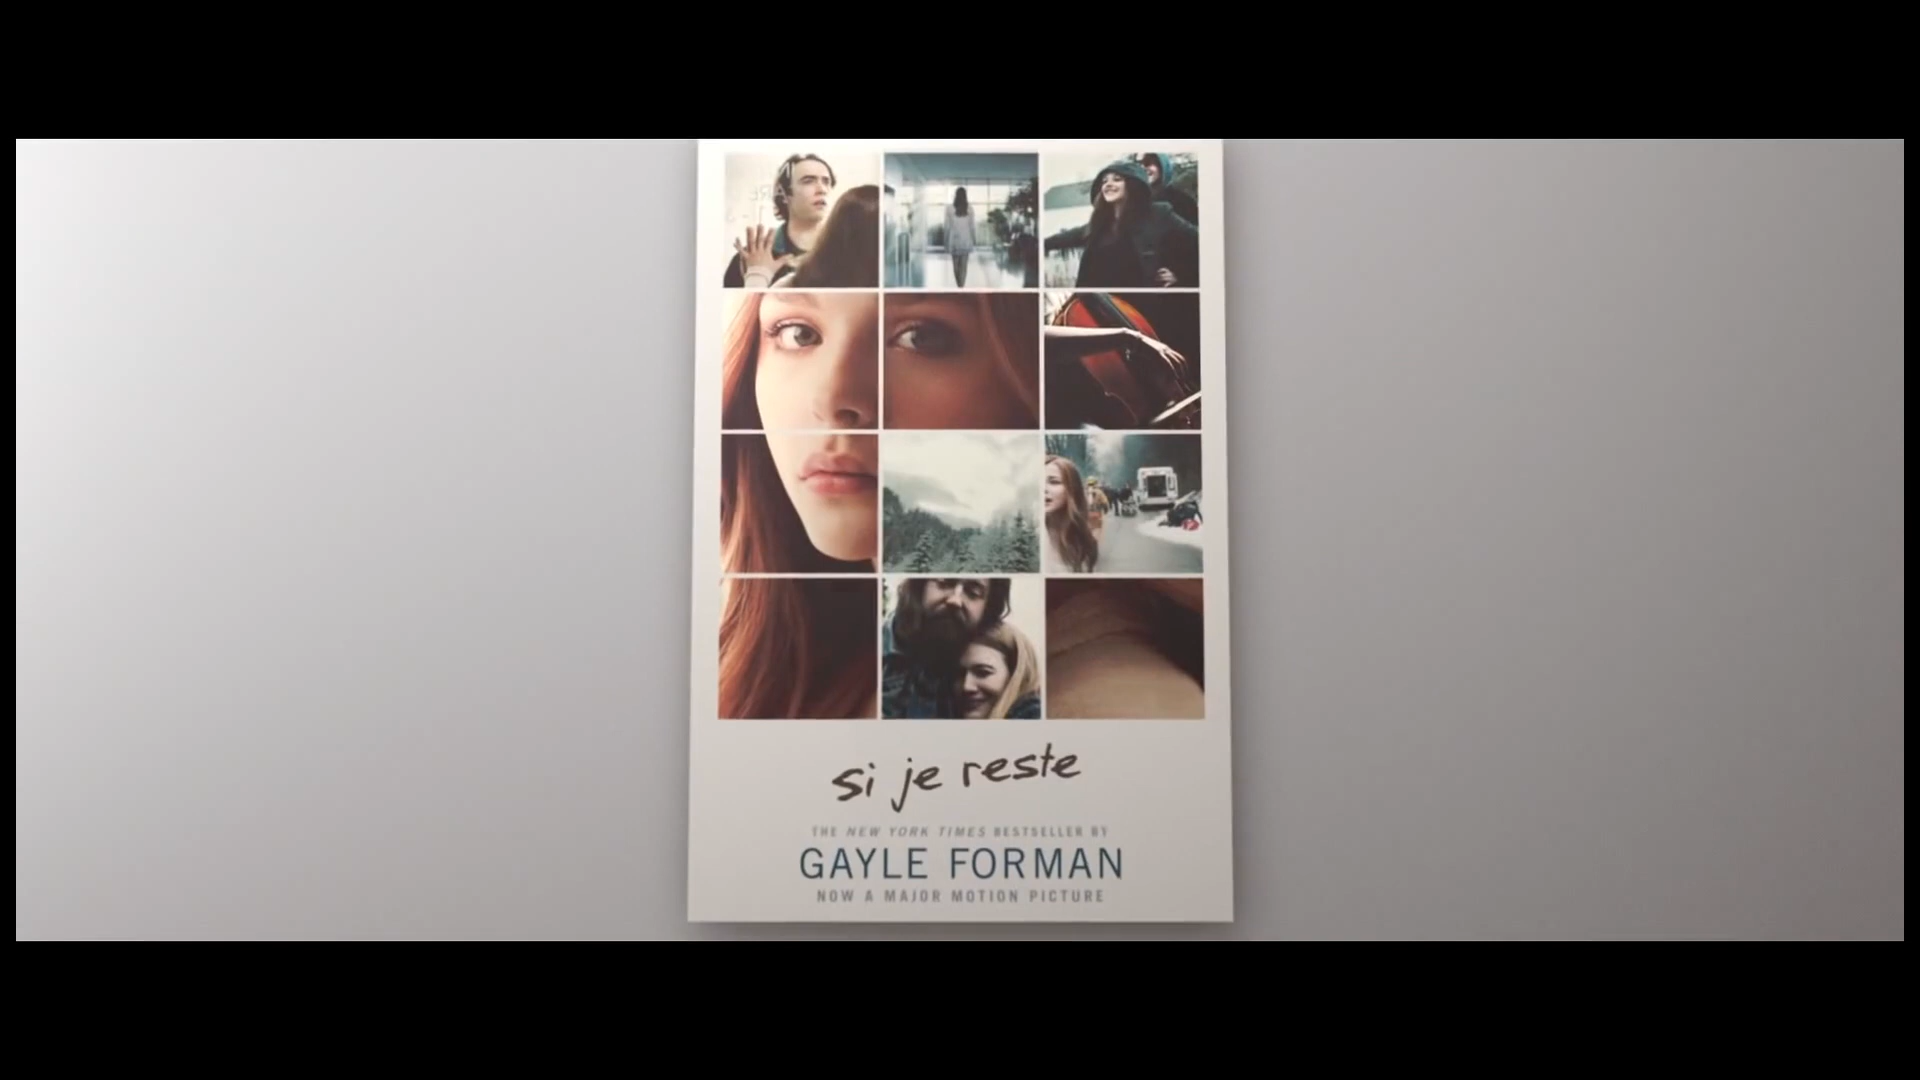 si je reste
THE NEW YORK TIMES BESTSELLER BY
GAYLE FORMAN
NOW A MAJOR MOTION PICTURE